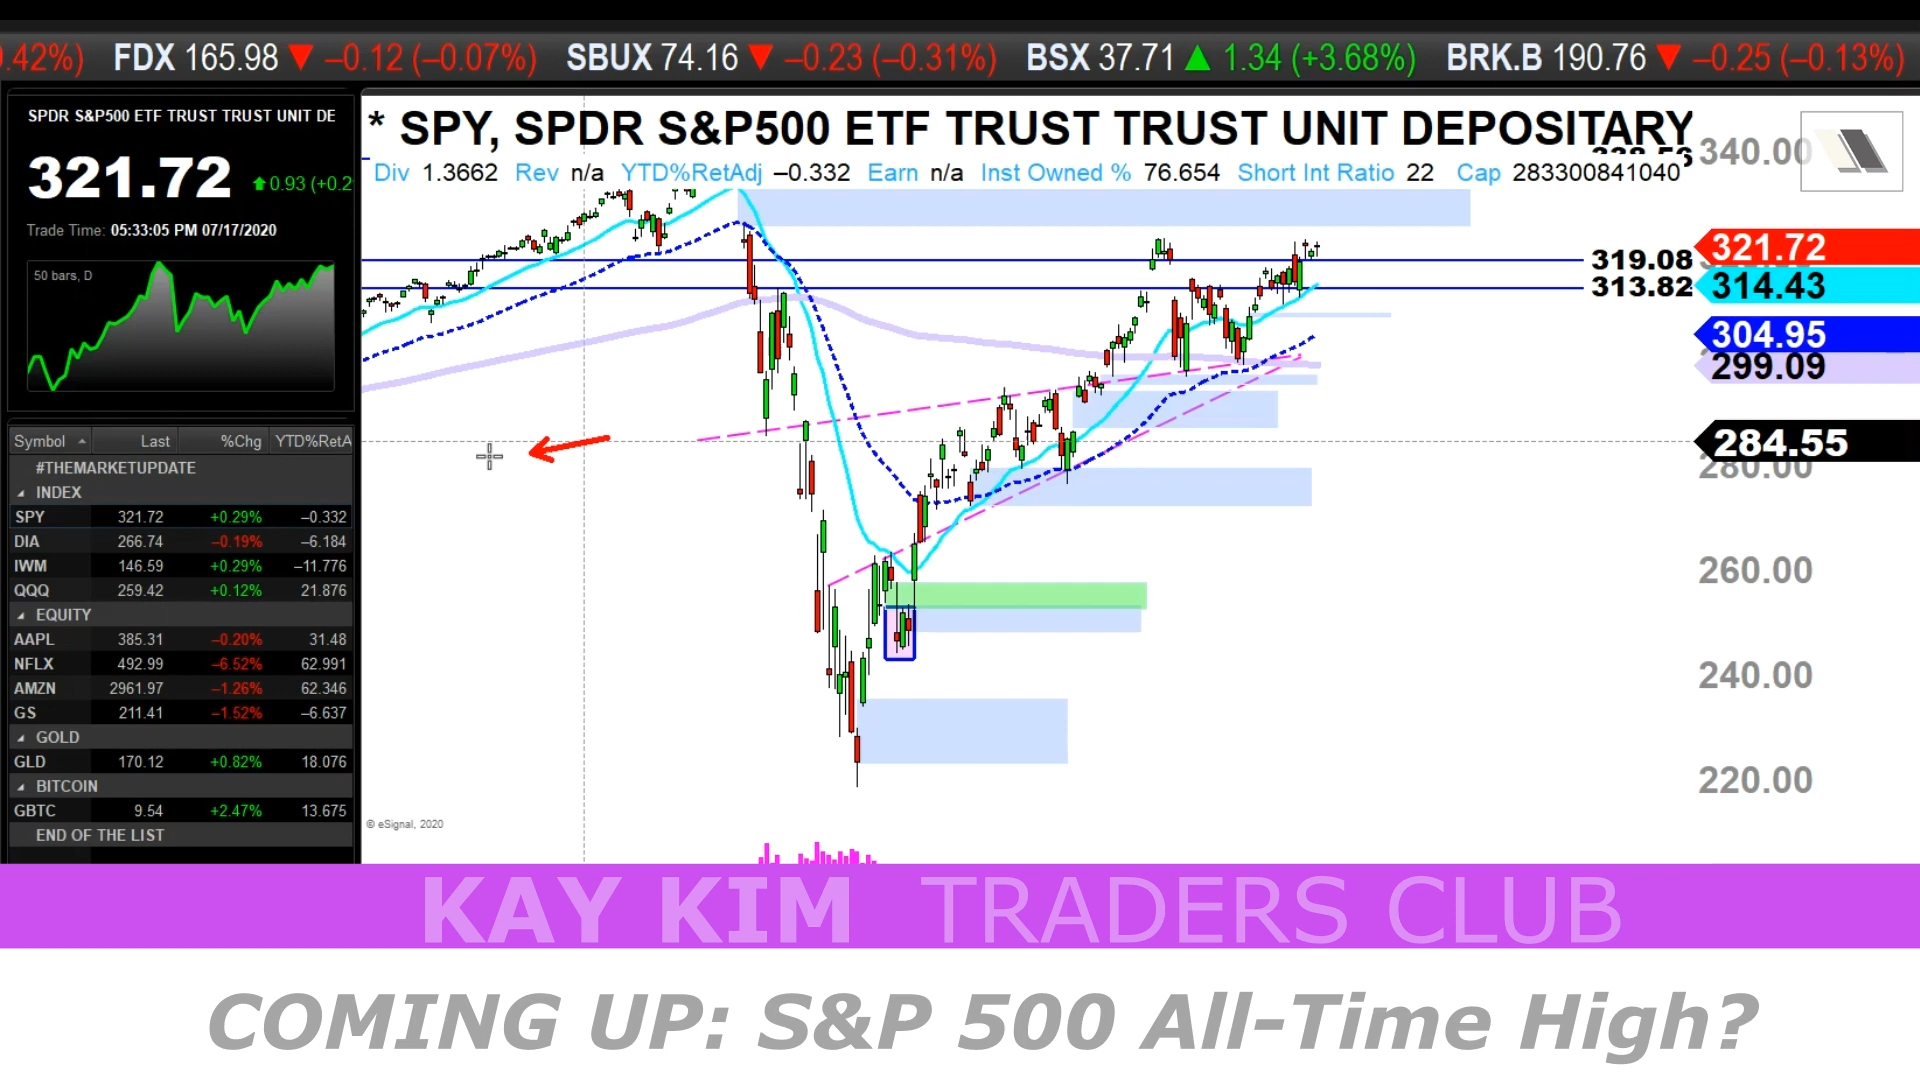 0.42%) FDX 165.98 ▼ –0.12 (–0.07%) SBUX 74.16 ▼ –0.23 (–0.31%) BSX 37.71 ▲ 1.34 (+3.68%) BRK.B 190.76 ▼ –0.25 (–0.13%)
SPDR S&P500 ETF TRUST TRUST UNIT DE
321.72 0.93 (+0.2
Trade Time: 05:33:05 PM 07/17/2020
50 bars, D
Symbol Last %Chg YTD%RetA
#THEMARKETUPDATE
INDEX
SPY 321.72 +0.29% –0.332
DIA 266.74 –0.19% –6.184
IWM 146.59 +0.29% –11.776
QQQ 259.42 +0.12% 21.876
EQUITY
AAPL 385.31 –0.20% 31.48
NFLX 492.99 –6.52% 62.991
AMZN 2961.97 –1.26% 62.346
GS 211.41 –1.52% –6.637
GOLD
GLD 170.12 +0.82% 18.076
BITCOIN
GBTC 9.54 +2.47% 13.675
END OF THE LIST
* SPY, SPDR S&P500 ETF TRUST TRUST UNIT DEPOSITARY
Div 1.3662 Rev n/a YTD%RetAdj –0.332 Earn n/a Inst Owned % 76.654 Short Int Ratio 22 Cap 283300841040
340.00
319.08
321.72
313.82
314.43
304.95
299.09
284.55
280.00
260.00
240.00
220.00
© eSignal, 2020
KAY KIM TRADERS CLUB
COMING UP: S&P 500 All-Time High?